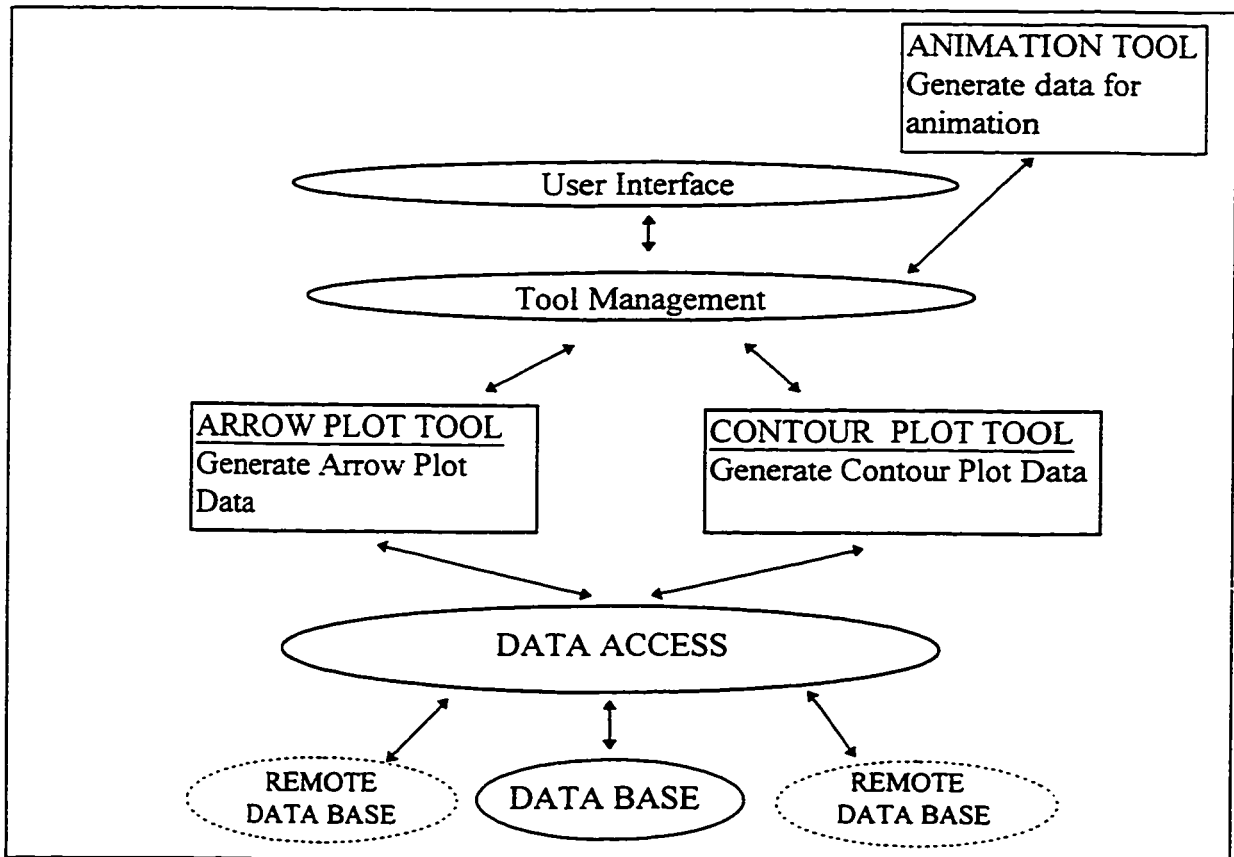 ANIMATION TOOL
Generate data for
animation
User Interface
Tool Management
ARROW PLOT TOOL
Generate Arrow Plot
Data
CONTOUR PLOT TOOL
Generate Contour Plot Data
DATA ACCESS
REMOTE
DATA BASE
DATA BASE
REMOTE
DATA BASE